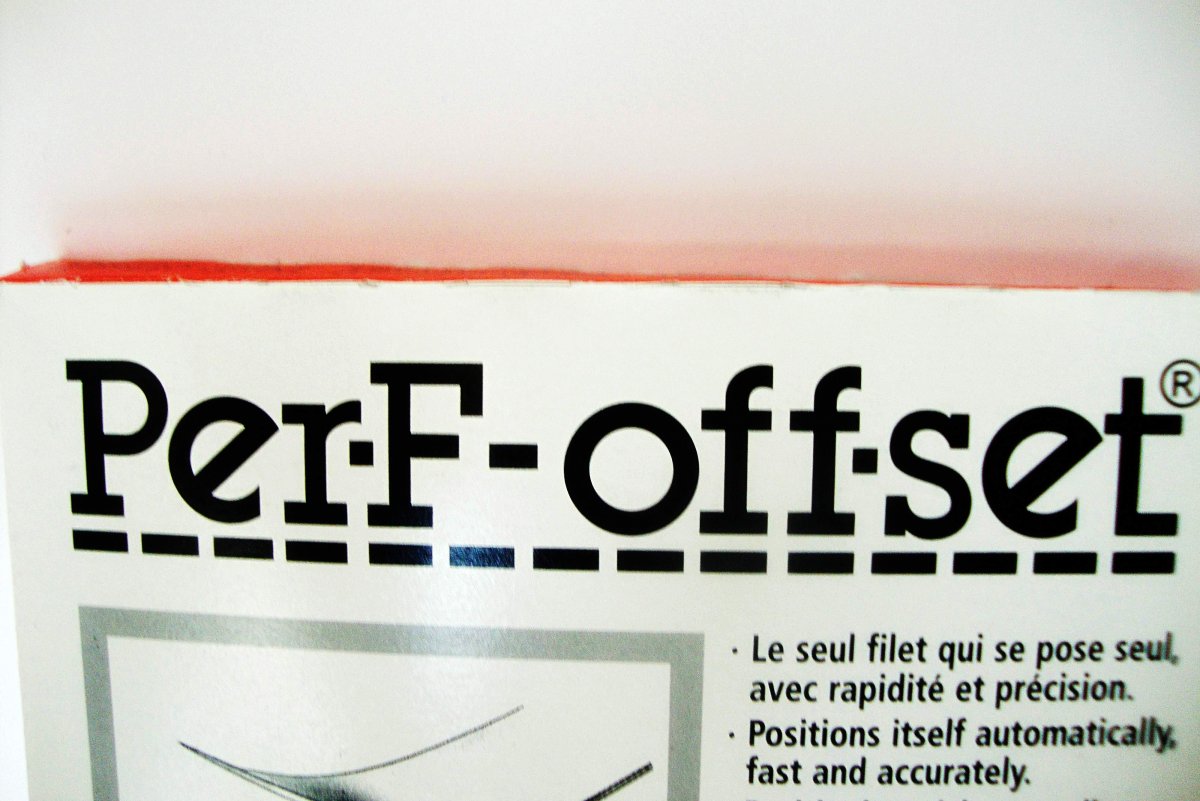 Per·F-off·set®
· Le seul filet qui se pose seul,
avec rapidité et précision.
· Positions itself automatically,
fast and accurately.